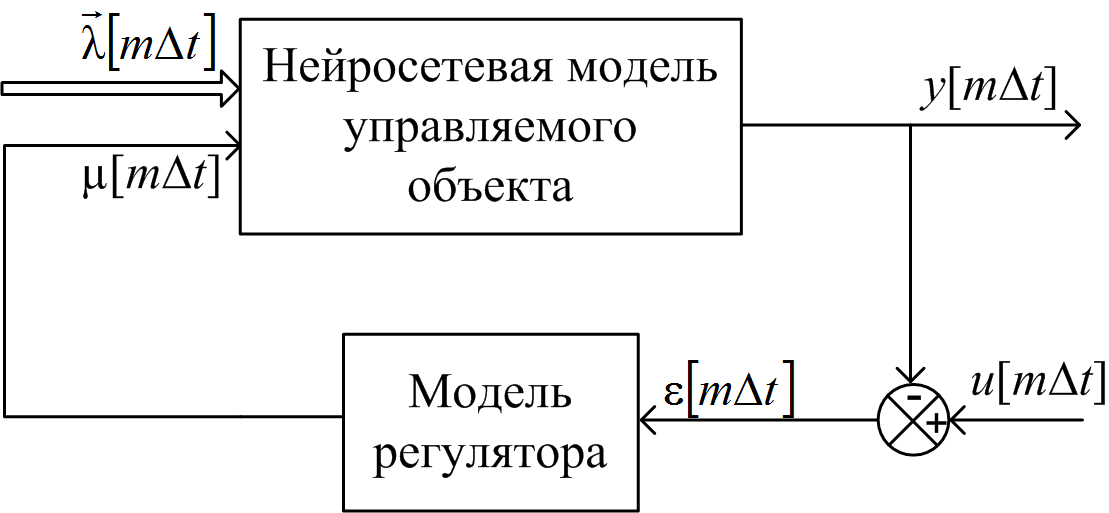 λ⃗[mΔt]
Нейросетевая модель
управляемого
объекта
y[mΔt]
μ[mΔt]
Модель
регулятора
ε[mΔt]
-
+
u[mΔt]